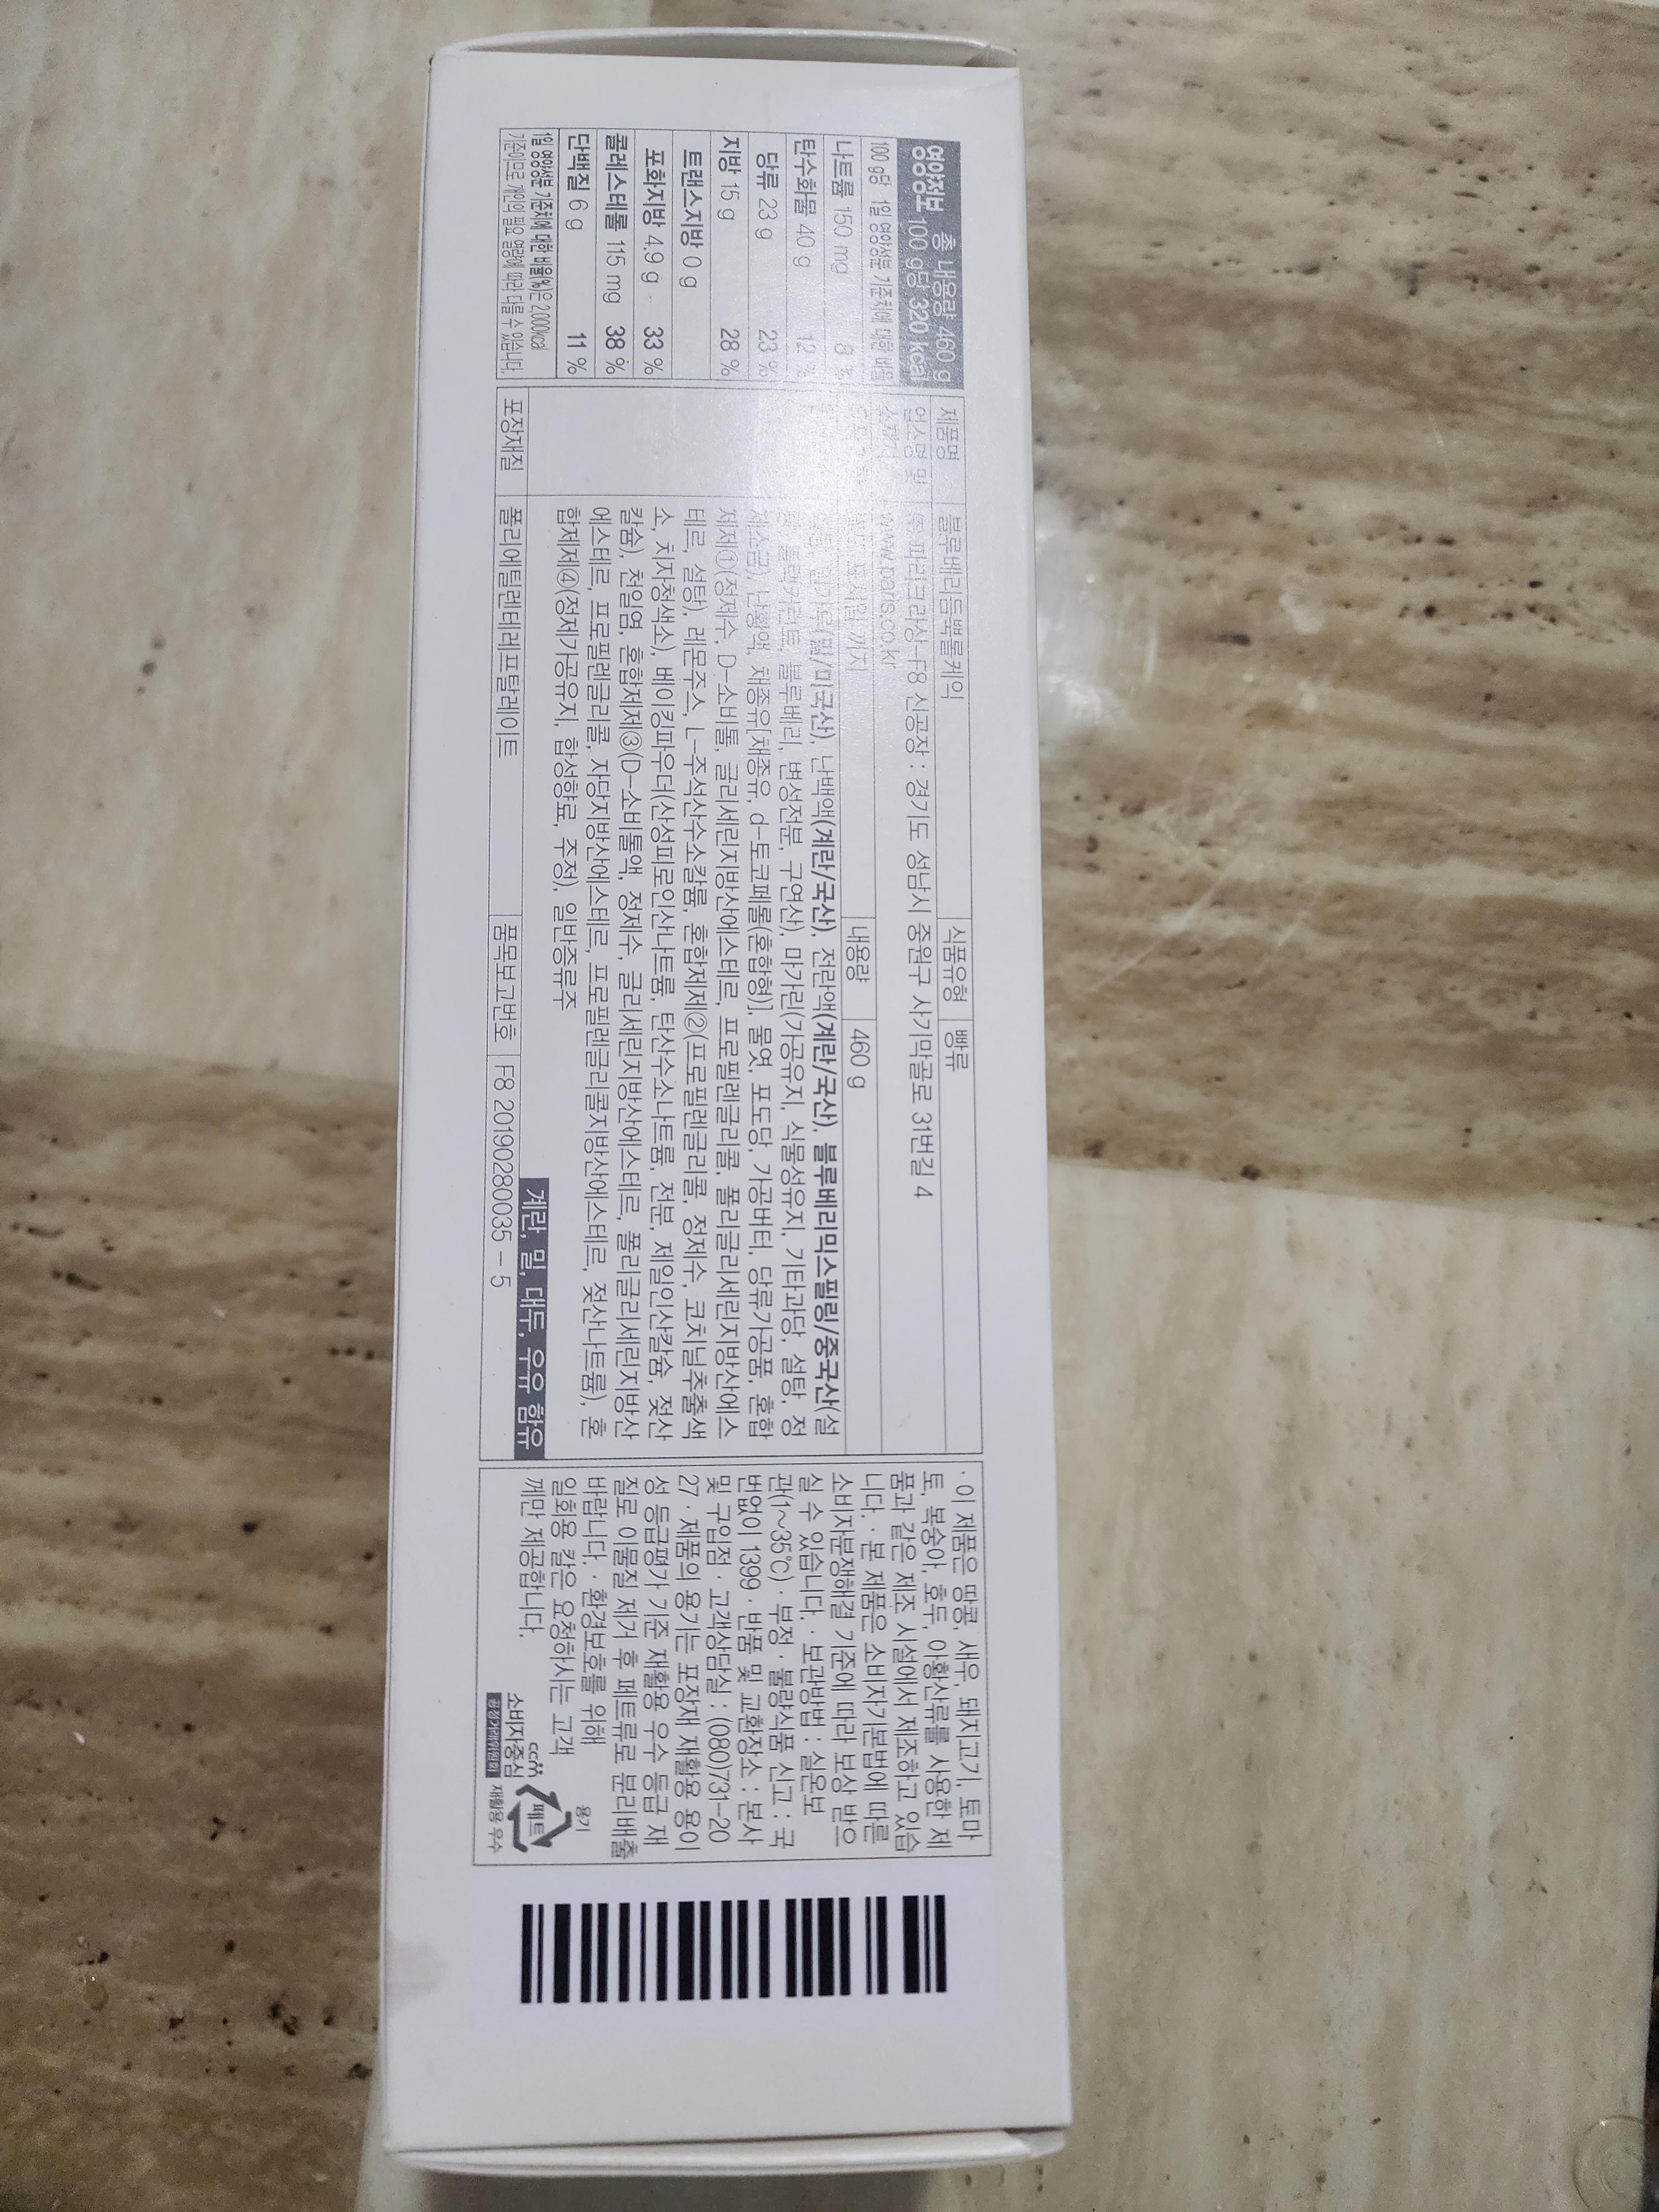 영양정보 총 내용량 460 g
100 g당 320 kcal
100 g당 1일 영양성분 기준치에 대한 비율
나트륨 150 mg 8 %
탄수화물 40 g 12 %
당류 23 g 23 %
지방 15 g 28 %
트랜스지방 0 g
포화지방 4.9 g 33 %
콜레스테롤 115 mg 38 %
단백질 6 g 11 %
1일 영양성분 기준치에 대한 비율(%)은 2,000kcal
기준이므로 개인의 필요 열량에 따라 다를 수 있습니다.
제품명 블루베리듬뿍롤케익 식품유형 빵류
업소명 및 ㈜파리크라상-F8 신공장 : 경기도 성남시 중원구 사기막골로 31번길 4
소재지 www.paris.co.kr
표시일 까지 내용량 460 g
밀가루(밀/미국산), 난백액(계란/국산), 전란액(계란/국산), 블루베리믹스필링/중국산(설
탕, 블랙커런트, 블루베리, 변성전분, 구연산), 마가린(가공유지, 식물성유지, 기타과당, 설탕, 정
제소금), 난황액, 채종유[채종유, d-토코페롤(혼합형)], 물엿, 포도당, 가공버터, 당류가공품, 혼합
제제①(정제수, D-소비톨, 글리세린지방산에스테르, 프로필렌글리콜, 폴리글리세린지방산에스
테르, 설탕), 레몬주스, L-주석산수소칼륨, 혼합제제②(프로필렌글리콜, 정제수, 코치닐추출색
소, 치자청색소), 베이킹파우더(산성피로인산나트륨, 탄산수소나트륨, 전분, 제일인산칼슘, 젖산
칼슘), 천일염, 혼합제제③(D-소비톨액, 정제수, 글리세린지방산에스테르, 폴리글리세린지방산
에스테르, 프로필렌글리콜, 자당지방산에스테르, 프로필렌글리콜지방산에스테르, 젖산나트륨), 혼
합제제④(정제가공유지, 합성향료, 주정), 일반증류주
계란, 밀, 대두, 우유 함유
포장재질 폴리에틸렌테레프탈레이트 품목보고번호 F8 20190280035 - 5
· 이 제품은 땅콩, 새우, 돼지고기, 토마
토, 복숭아, 호두, 아황산류를 사용한 제
품과 같은 제조 시설에서 제조하고 있습
니다. · 본 제품은 소비자기본법에 따른
소비자분쟁해결 기준에 따라 보상 받으
실 수 있습니다. · 보관방법 : 실온보
관(1~35℃) · 부정 · 불량식품 신고 : 국
번없이 1399 · 반품 및 교환장소 : 본사
및 구입점 · 고객상담실 : (080)731-20
27 · 제품의 용기는 포장재 재활용 용이
성 등급평가 기준 재활용 우수 등급 재
질로 이물질 제거 후 페트류로 분리배출
바랍니다. · 환경보호를 위해
일회용 칼은 요청하시는 고객
께만 제공합니다.
용기
페트
재활용 우수
ccm
소비자중심
공정거래위원회